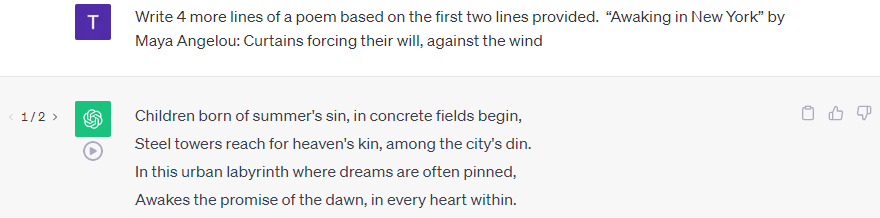 T
Write 4 more lines of a poem based on the first two lines provided.  “Awaking in New York” by
Maya Angelou: Curtains forcing their will, against the wind
< 1 / 2 >
Children born of summer's sin, in concrete fields begin,
Steel towers reach for heaven's kin, among the city's din.
In this urban labyrinth where dreams are often pinned,
Awakes the promise of the dawn, in every heart within.